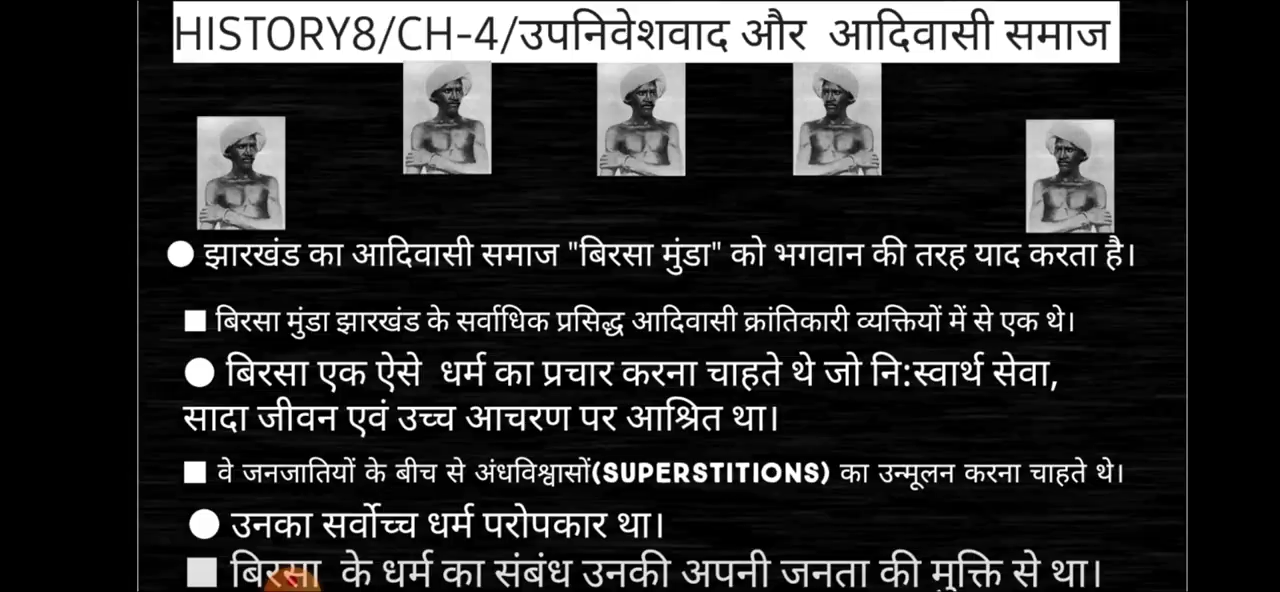 HISTORY8/CH-4/उपनिवेशवाद और आदिवासी समाज
झारखंड का आदिवासी समाज "बिरसा मुंडा" को भगवान की तरह याद करता है।
बिरसा मुंडा झारखंड के सर्वाधिक प्रसिद्ध आदिवासी क्रांतिकारी व्यक्तियों में से एक थे।
बिरसा एक ऐसे धर्म का प्रचार करना चाहते थे जो नि:स्वार्थ सेवा,
सादा जीवन एवं उच्च आचरण पर आश्रित था।
वे जनजातियों के बीच से अंधविश्वासों(SUPERSTITIONS) का उन्मूलन करना चाहते थे।
उनका सर्वोच्च धर्म परोपकार था।
बिरसा के धर्म का संबंध उनकी अपनी जनता की मुक्ति से था।